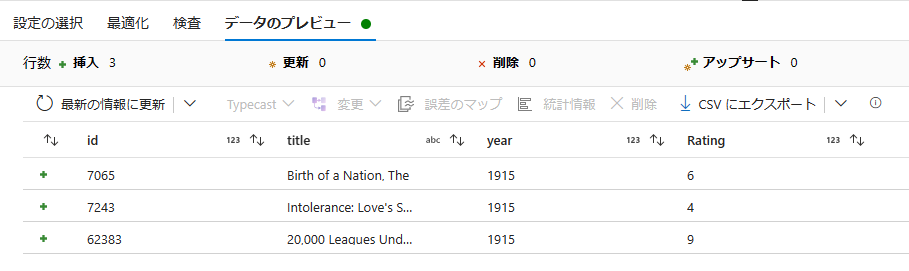 設定の選択 最適化 検査 データのプレビュー
行数 挿入 3 更新 0 削除 0 アップサート 0
最新の情報に更新 Typecast 変更 誤差のマップ 統計情報 削除 CSV にエクスポート
id 123 title abc year 123 Rating 123
7065 Birth of a Nation, The 1915 6
7243 Intolerance: Love's S... 1915 4
62383 20,000 Leagues Und... 1915 9